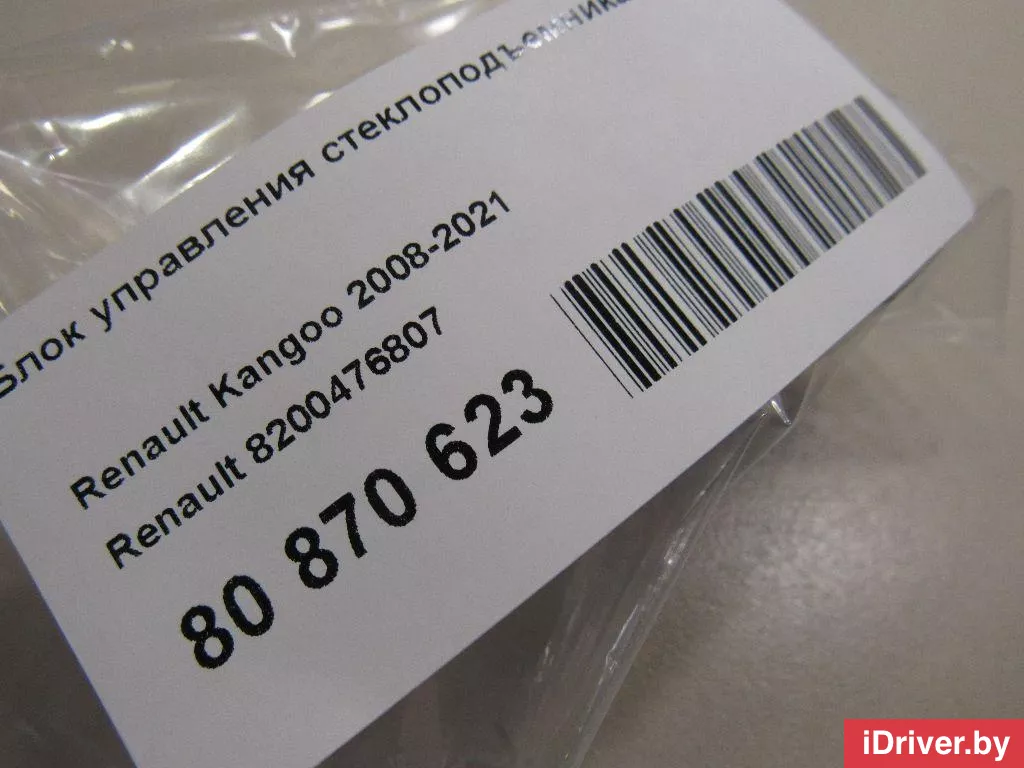 Блок управления стеклоподъемника
Renault Kangoo 2008-2021
Renault 8200476807
80 870 623
iDriver.by